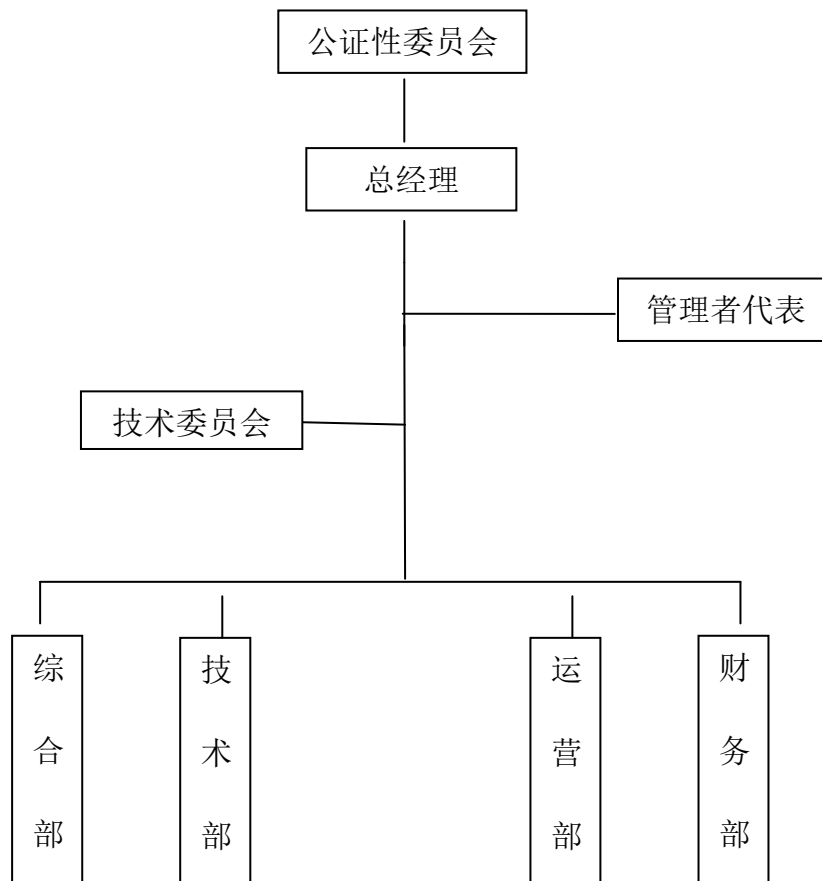 公证性委员会
总经理
管理者代表
技术委员会
综合部
技术部
运营部
财务部